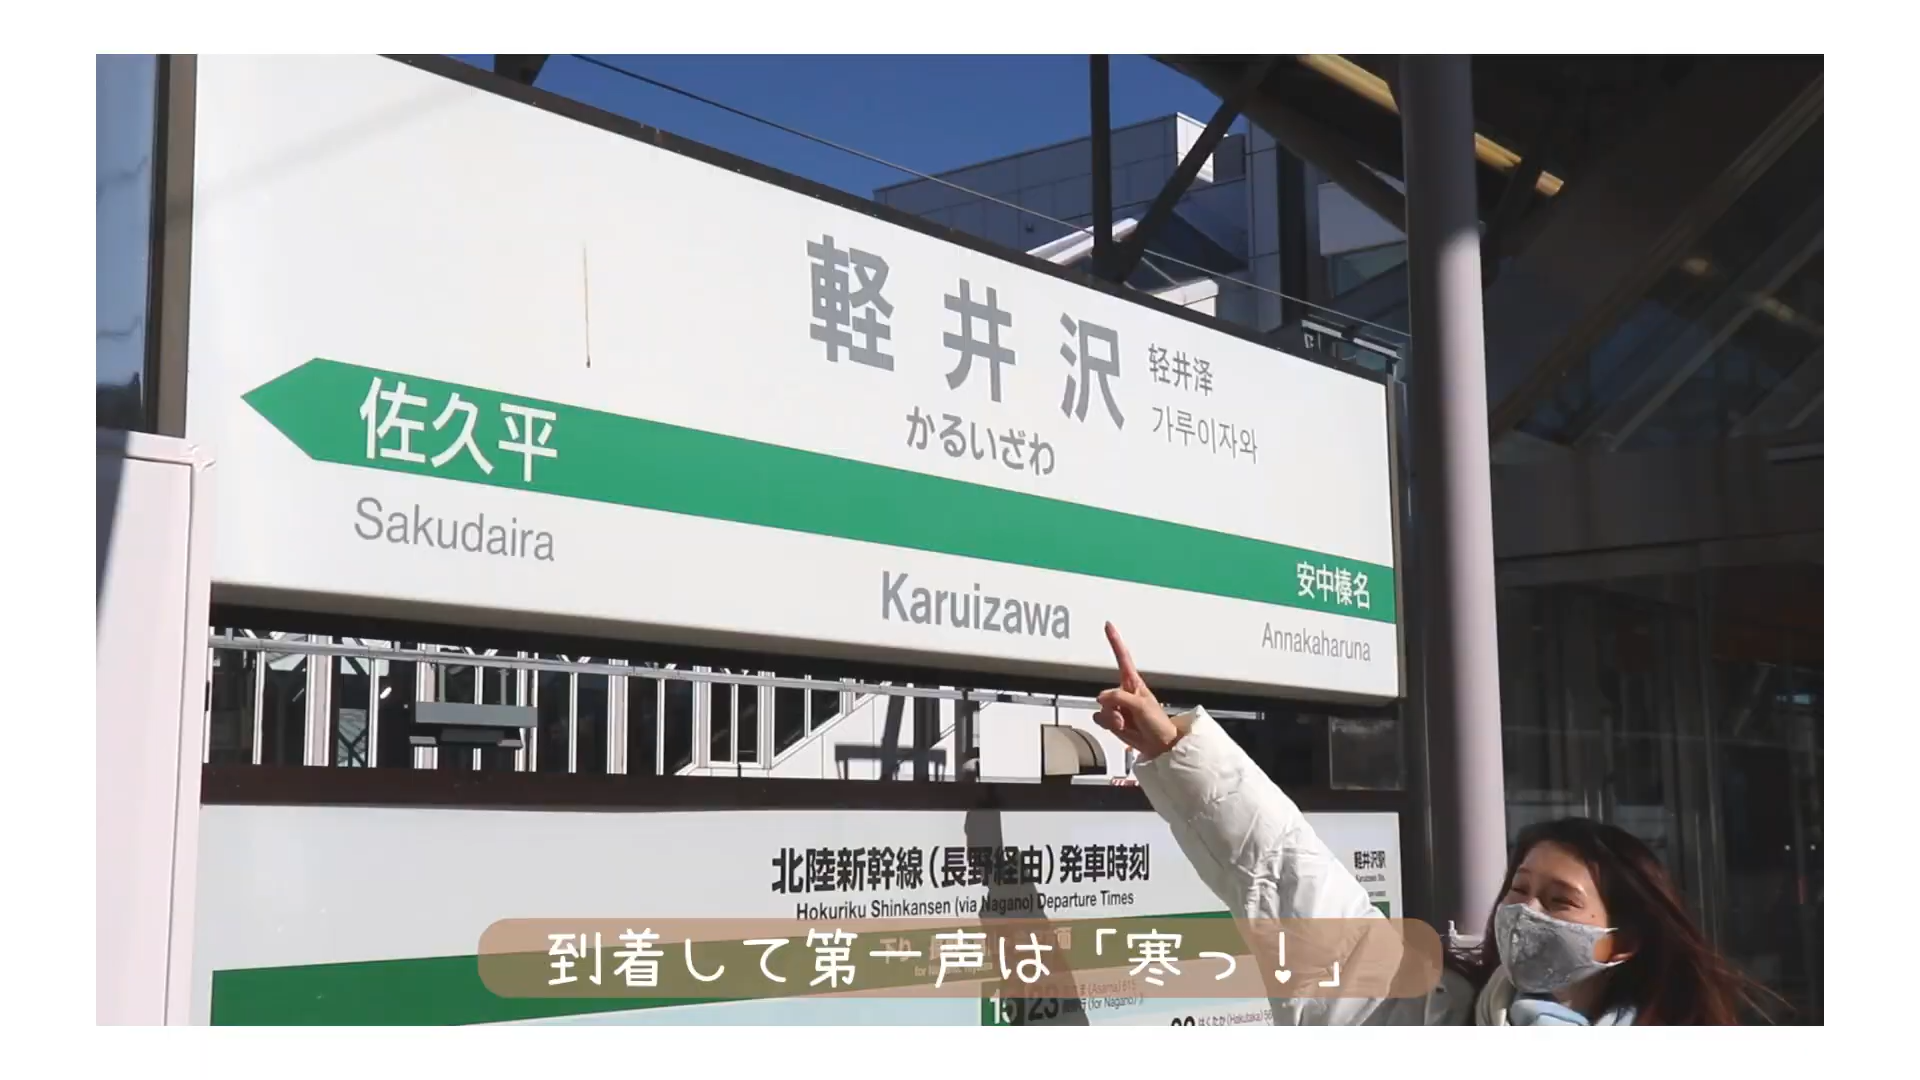 軽井沢
轻井泽
가루이자와
かるいざわ
佐久平
安中榛名
Sakudaira
Karuizawa
Annakaharuna
北陸新幹線（長野経由）発車時刻
Hokuriku Shinkansen (via Nagano) Departure Times
軽井沢駅
到着して第一声は「寒っ!」
15 23